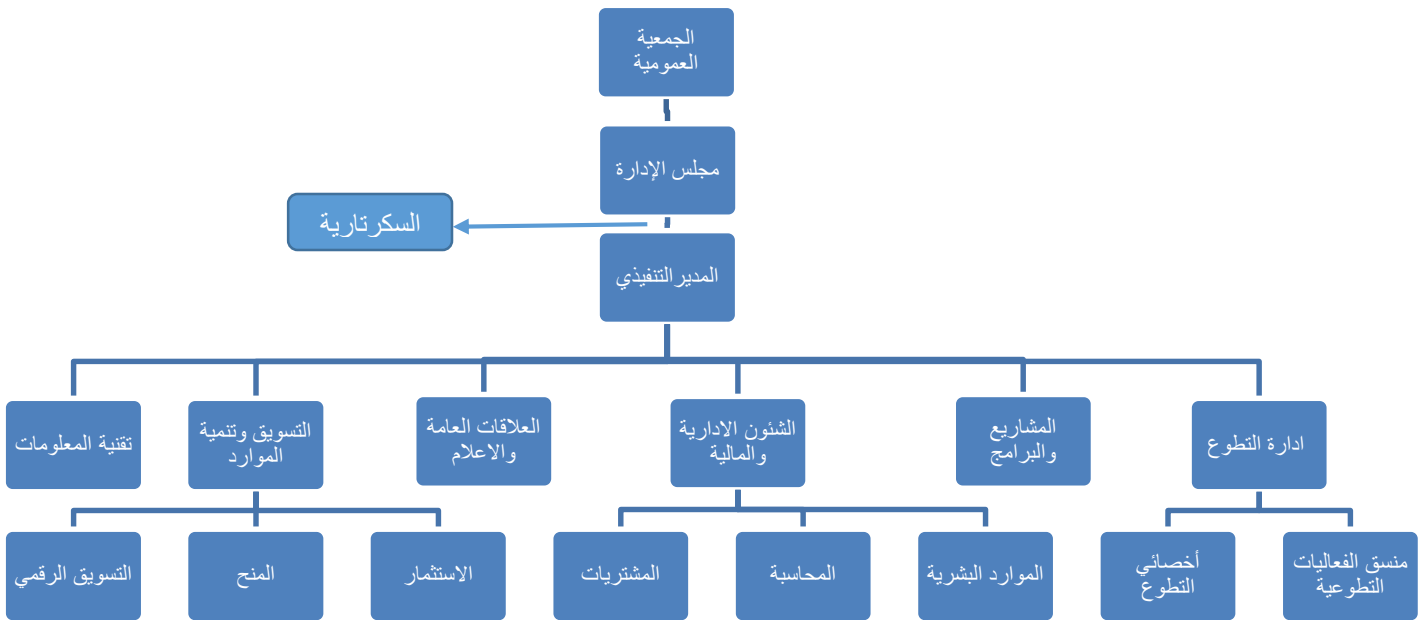 الجمعية
العمومية
مجلس الإدارة
السكرتارية
المديرالتنفيذي
ادارة التطوع
المشاريع
والبرامج
الشئون الادارية
والمالية
العلاقات العامة
والاعلام
التسويق وتنمية
الموارد
تقنية المعلومات
منسق الفعاليات
التطوعية
أخصائي
التطوع
الموارد البشرية
المحاسبة
المشتريات
الاستثمار
المنح
التسويق الرقمي